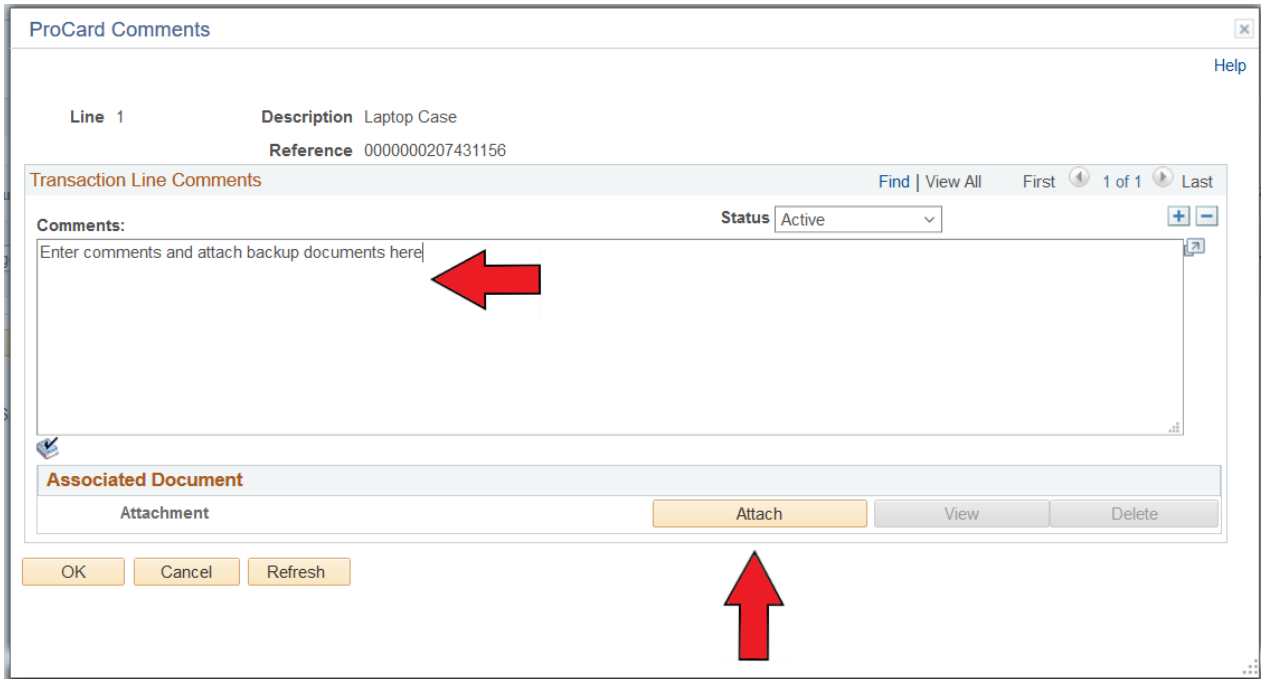 ProCard Comments
Help
Line 1 Description Laptop Case
Reference 0000000207431156
Transaction Line Comments Find | View All First 1 of 1 Last
Comments: Status Active
Enter comments and attach backup documents here
Associated Document
Attachment Attach View Delete
OK Cancel Refresh